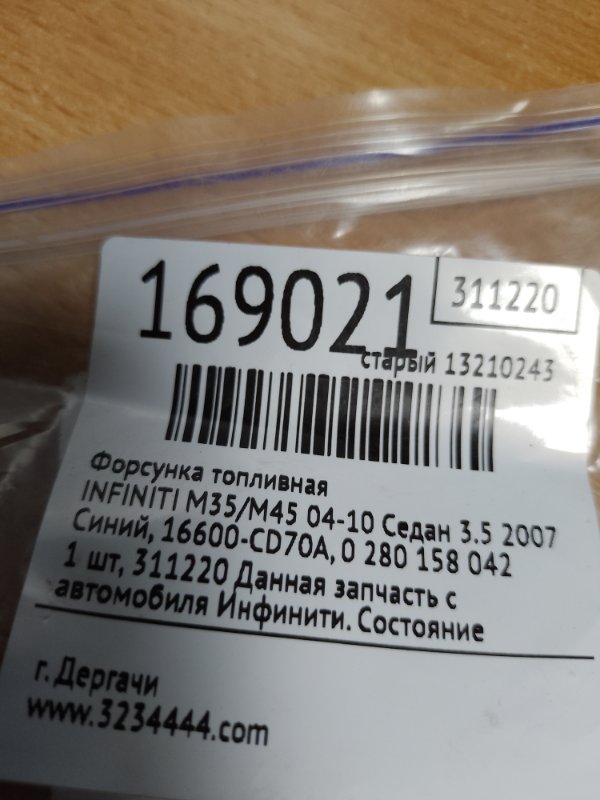 169021
311220
старый 13210243
Форсунка топливная
INFINITI M35/M45 04-10 Седан 3.5 2007
Синий, 16600-CD70A, 0 280 158 042
1 шт, 311220 Данная запчасть с
автомобиля Инфинити. Состояние
г. Дергачи
www.3234444.com